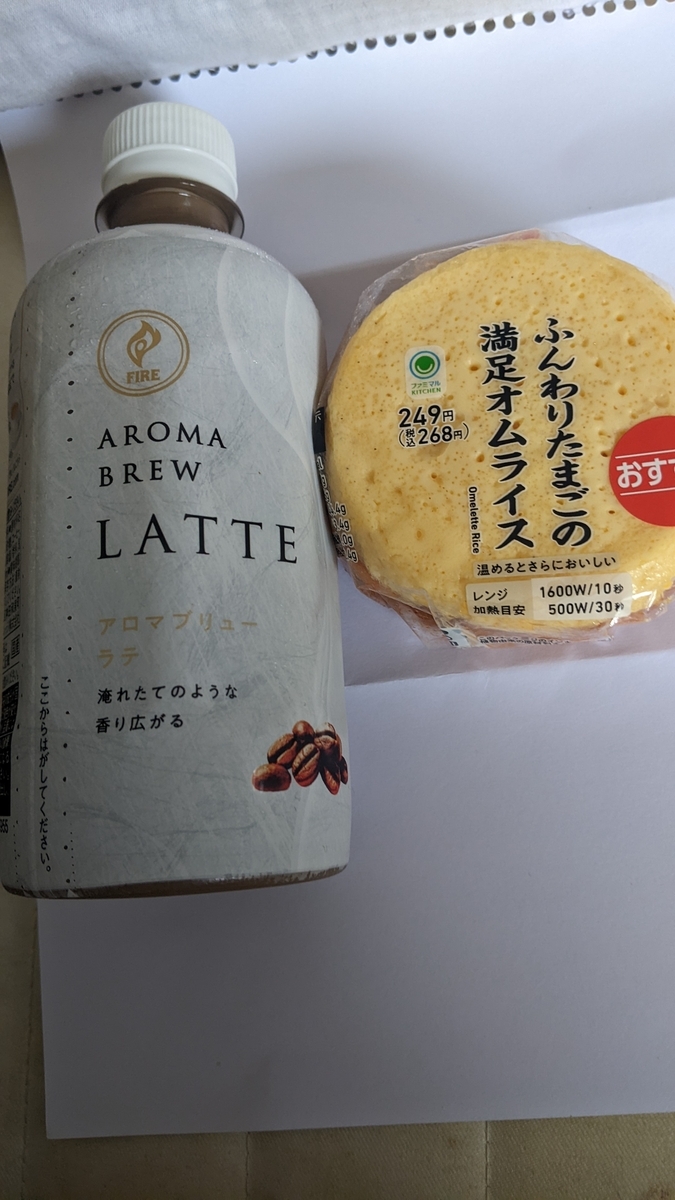 FIRE
AROMA
BREW
LATTE
アロマブリュー
ラテ
淹れたてのような
香り広がる
ここからはがしてください。
ふんわりたまごの
満足オムライス
Omelette Rice
ファミマル
KITCHEN
249円
(税込268円)
おす
温めるとさらにおいしい
レンジ
加熱目安
1600W/10秒
500W/30秒